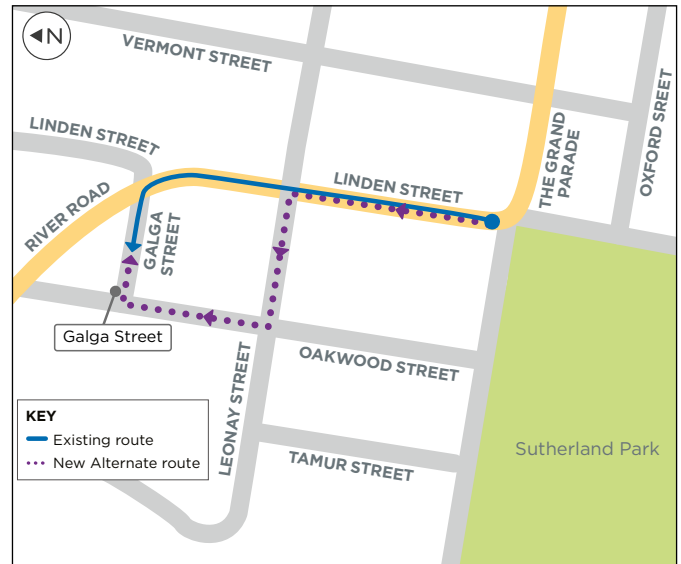 N
VERMONT STREET
LINDEN STREET
LINDEN STREET
THE GRAND
PARADE
OXFORD SREET
RIVER ROAD
GALGA
STREET
Galga Street
OAKWOOD STREET
LEONAY STREET
TAMUR STREET
Sutherland Park
KEY
Existing route
New Alternate route